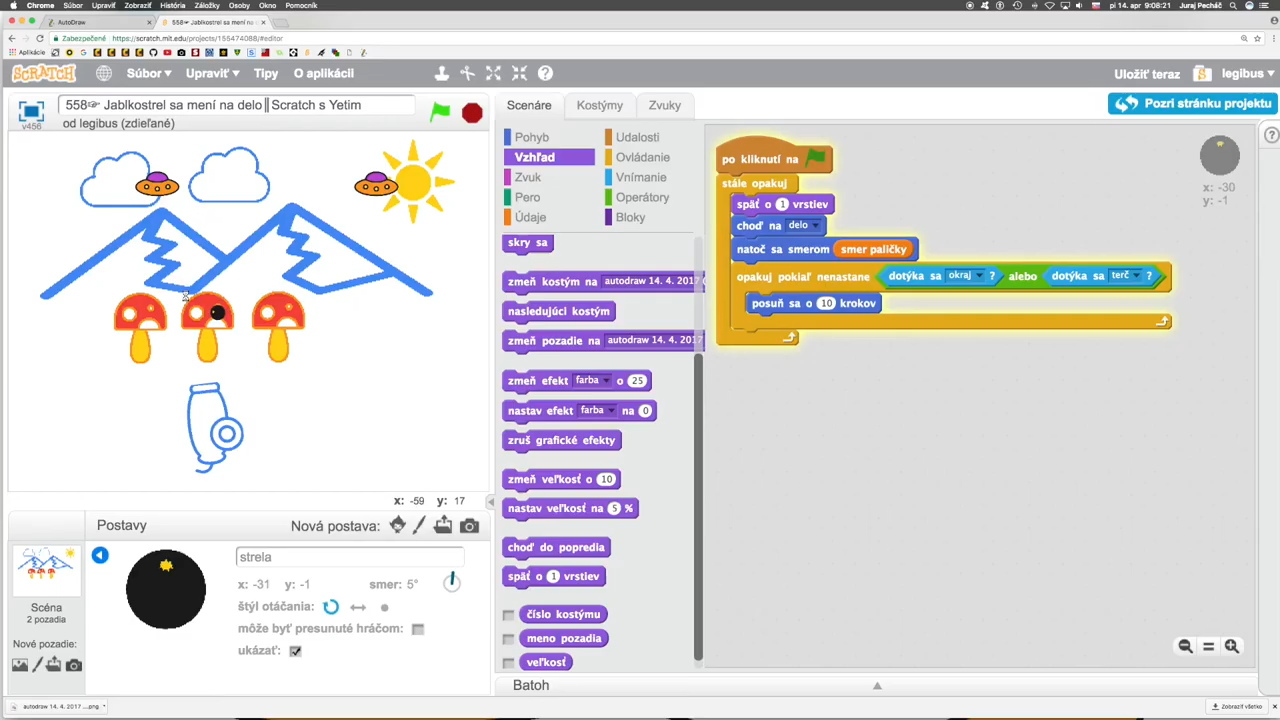 Chrome Súbor Upraviť Zobraziť História Záložky Osoby Okno Pomocník
pi 14. apr 09:08:21 Juraj Pecháč
AutoDraw
558☞ Jablkostrel sa mení na
Zabezpečené https://scratch.mit.edu/projects/155474088/#editor
Aplikácie
SCRATCH Súbor Upraviť Tipy O aplikácii
Uložiť teraz legibus
v456
558☞ Jablkostrel sa mení na delo || Scratch s Yetim
od legibus (zdieľané)
Scenáre Kostýmy Zvuky
Pozri stránku projektu
Pohyb Udalosti
Vzhľad Ovládanie
Zvuk Vnímanie
Pero Operátory
Údaje Bloky
skry sa
zmeň kostým na autodraw 14. 4. 2017
nasledujúci kostým
zmeň pozadie na autodraw 14. 4. 2017
zmeň efekt farba o 25
nastav efekt farba na 0
zruš grafické efekty
zmeň veľkosť o 10
nastav veľkosť na 5 %
choď do popredia
späť o 1 vrstiev
číslo kostýmu
meno pozadia
veľkosť
po kliknutí na
stále opakuj
späť o 1 vrstiev
choď na delo
natoč sa smerom smer paličky
opakuj pokiaľ nenastane dotýka sa okraj ? alebo dotýka sa terč ?
posuň sa o 10 krokov
x: -30
y: -1
x: -59 y: 17
Postavy Nová postava:
strela
x: -31 y: -1 smer: 5°
štýl otáčania:
môže byť presunuté hráčom:
ukázať:
Scéna
2 pozadia
Nové pozadie:
Batoh
autodraw 14. 4. 2017 ....png
Zobraziť všetko